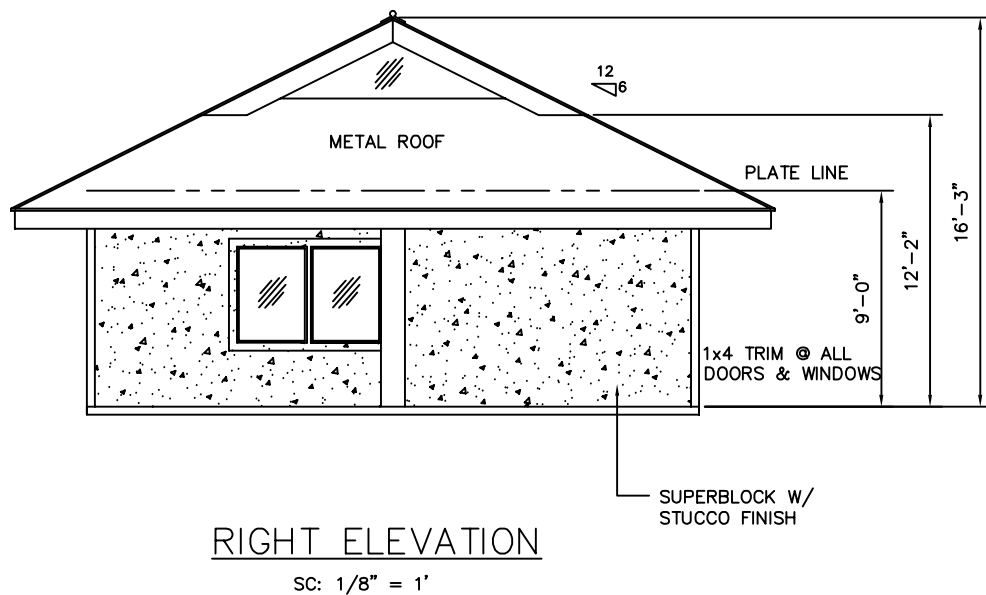 12
6
METAL ROOF
PLATE LINE
16'-3"
12'-2"
9'-0"
1x4 TRIM @ ALL
DOORS & WINDOWS
SUPERBLOCK W/
STUCCO FINISH
RIGHT ELEVATION
SC: 1/8" = 1'